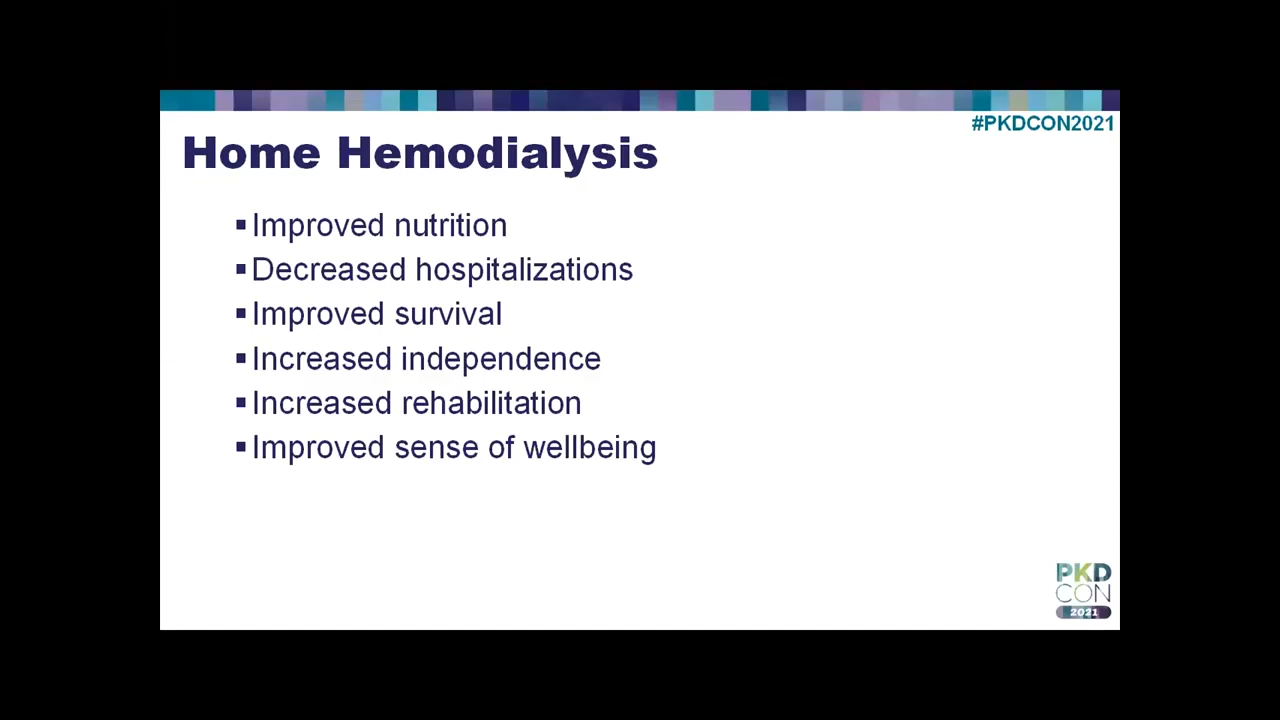 #PKDCON2021
Home Hemodialysis
▪Improved nutrition
▪Decreased hospitalizations
▪Improved survival
▪Increased independence
▪Increased rehabilitation
▪Improved sense of wellbeing
PKD
CON
2021